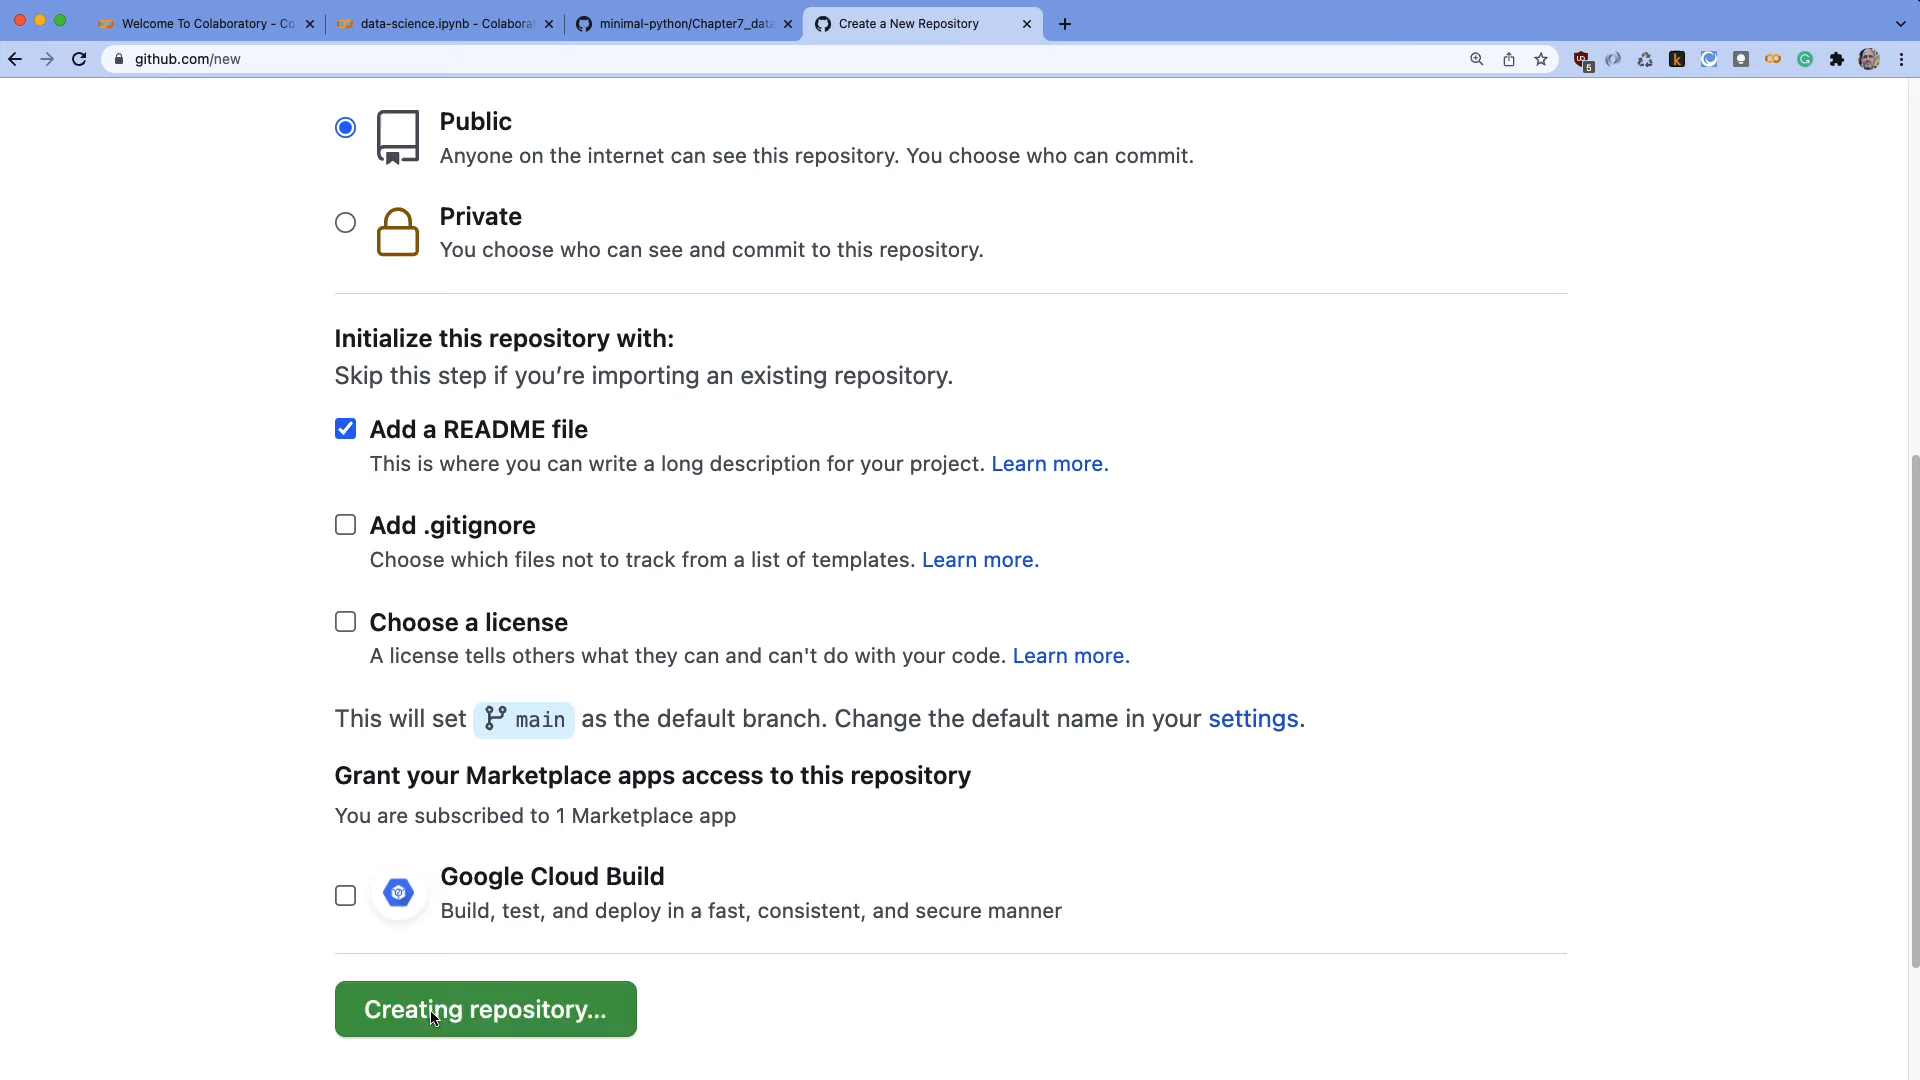 Welcome To Colaboratory - Co
data-science.ipynb - Colabora
minimal-python/Chapter7_data
Create a New Repository
github.com/new
5
Public
Anyone on the internet can see this repository. You choose who can commit.
Private
You choose who can see and commit to this repository.
Initialize this repository with:
Skip this step if you’re importing an existing repository.
Add a README file
This is where you can write a long description for your project. Learn more.
Add .gitignore
Choose which files not to track from a list of templates. Learn more.
Choose a license
A license tells others what they can and can't do with your code. Learn more.
This will set main as the default branch. Change the default name in your settings.
Grant your Marketplace apps access to this repository
You are subscribed to 1 Marketplace app
Google Cloud Build
Build, test, and deploy in a fast, consistent, and secure manner
Creating repository...